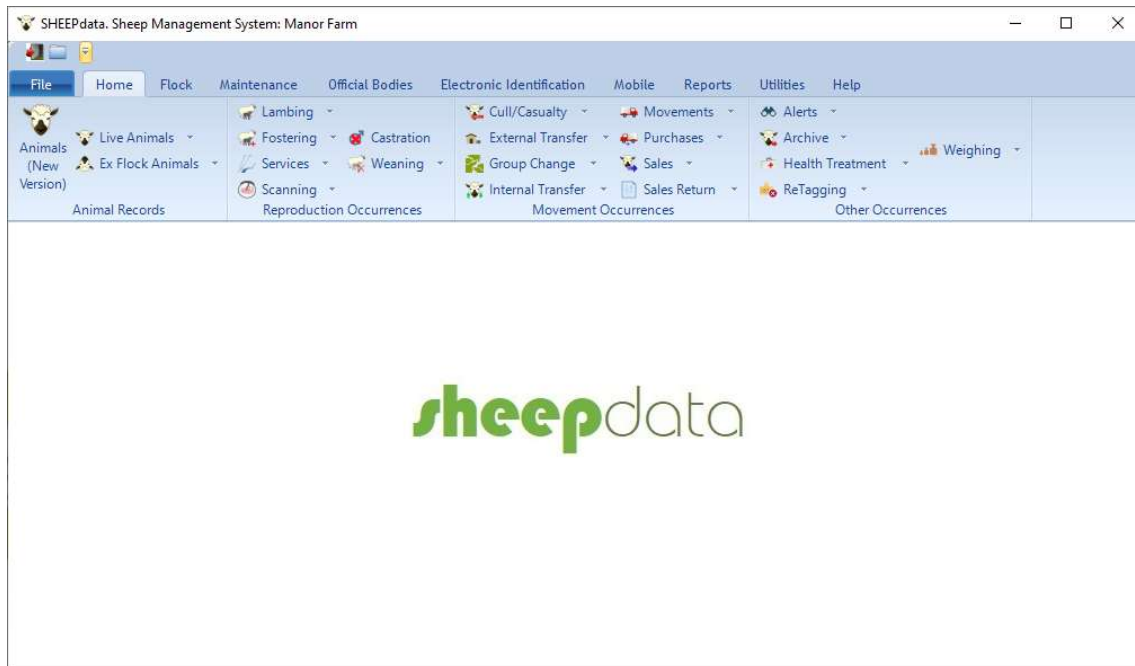 SHEEPdata. Sheep Management System: Manor Farm
File Home Flock Maintenance Official Bodies Electronic Identification Mobile Reports Utilities Help
Animals
(New
Version)
Live Animals
Ex Flock Animals
Animal Records
Lambing
Fostering Castration
Services Weaning
Scanning
Reproduction Occurrences
Cull/Casualty Movements
External Transfer Purchases
Group Change Sales
Internal Transfer Sales Return
Movement Occurrences
Alerts
Archive
Weighing
Health Treatment
ReTagging
Other Occurrences
sheepdata